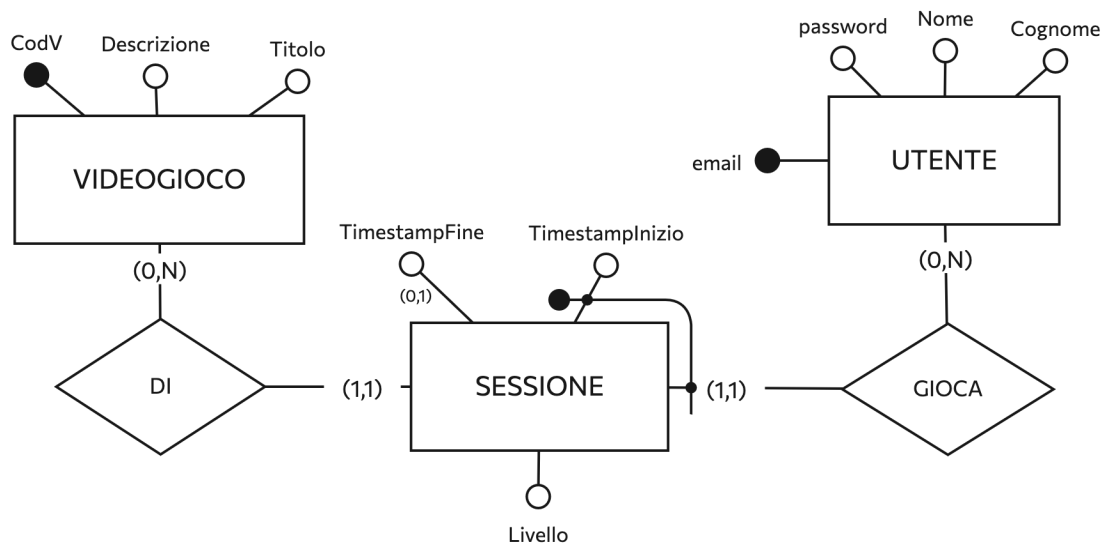 CodV
Descrizione
Titolo
VIDEOGIOCO
(0,N)
DI
(1,1)
TimestampFine
(0,1)
TimestampInizio
SESSIONE
Livello
(1,1)
GIOCA
(0,N)
password
Nome
Cognome
email
UTENTE